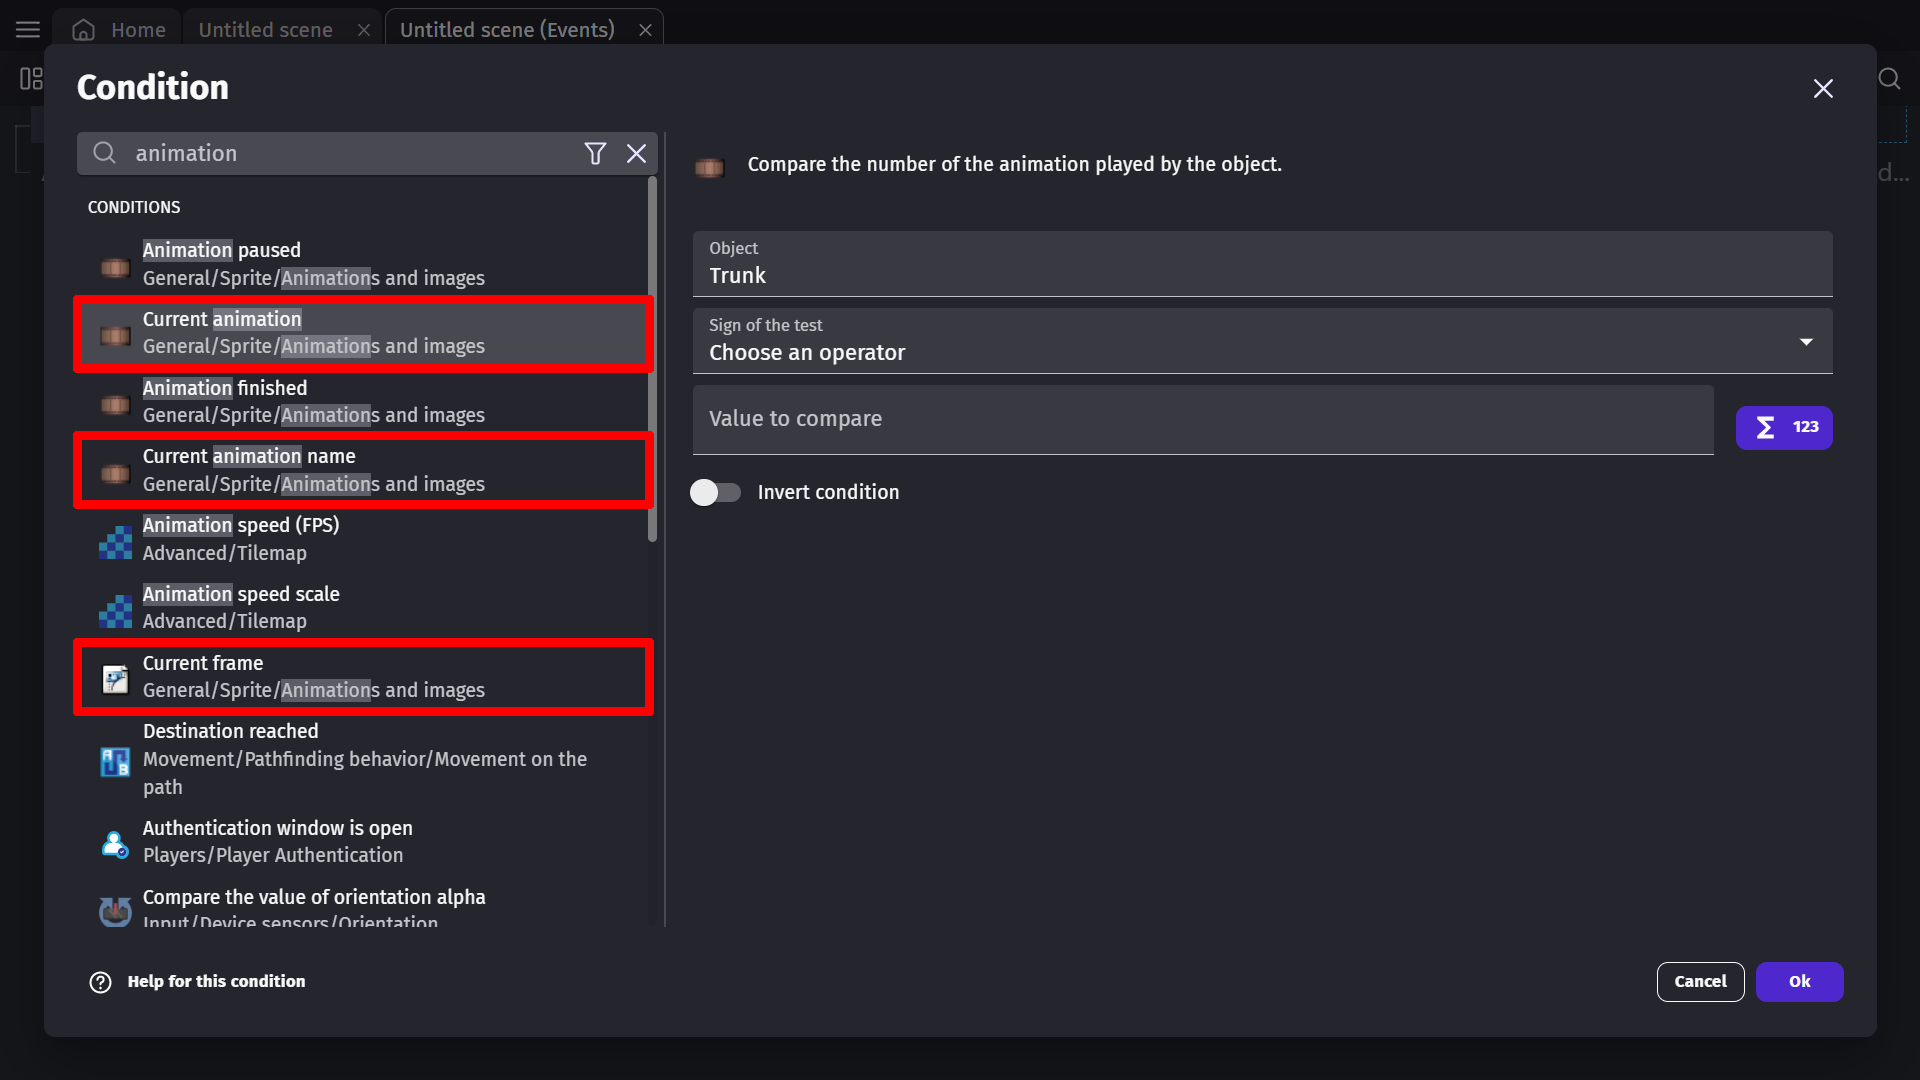 Home
Untitled scene
Untitled scene (Events)
Condition
animation
CONDITIONS
Animation paused
General/Sprite/Animations and images
Current animation
General/Sprite/Animations and images
Animation finished
General/Sprite/Animations and images
Current animation name
General/Sprite/Animations and images
Animation speed (FPS)
Advanced/Tilemap
Animation speed scale
Advanced/Tilemap
Current frame
General/Sprite/Animations and images
Destination reached
Movement/Pathfinding behavior/Movement on the
path
Authentication window is open
Players/Player Authentication
Compare the value of orientation alpha
Input/Device sensors/Orientation
Compare the number of the animation played by the object.
Object
Trunk
Sign of the test
Choose an operator
Value to compare
123
Invert condition
d...
Help for this condition
Cancel
Ok